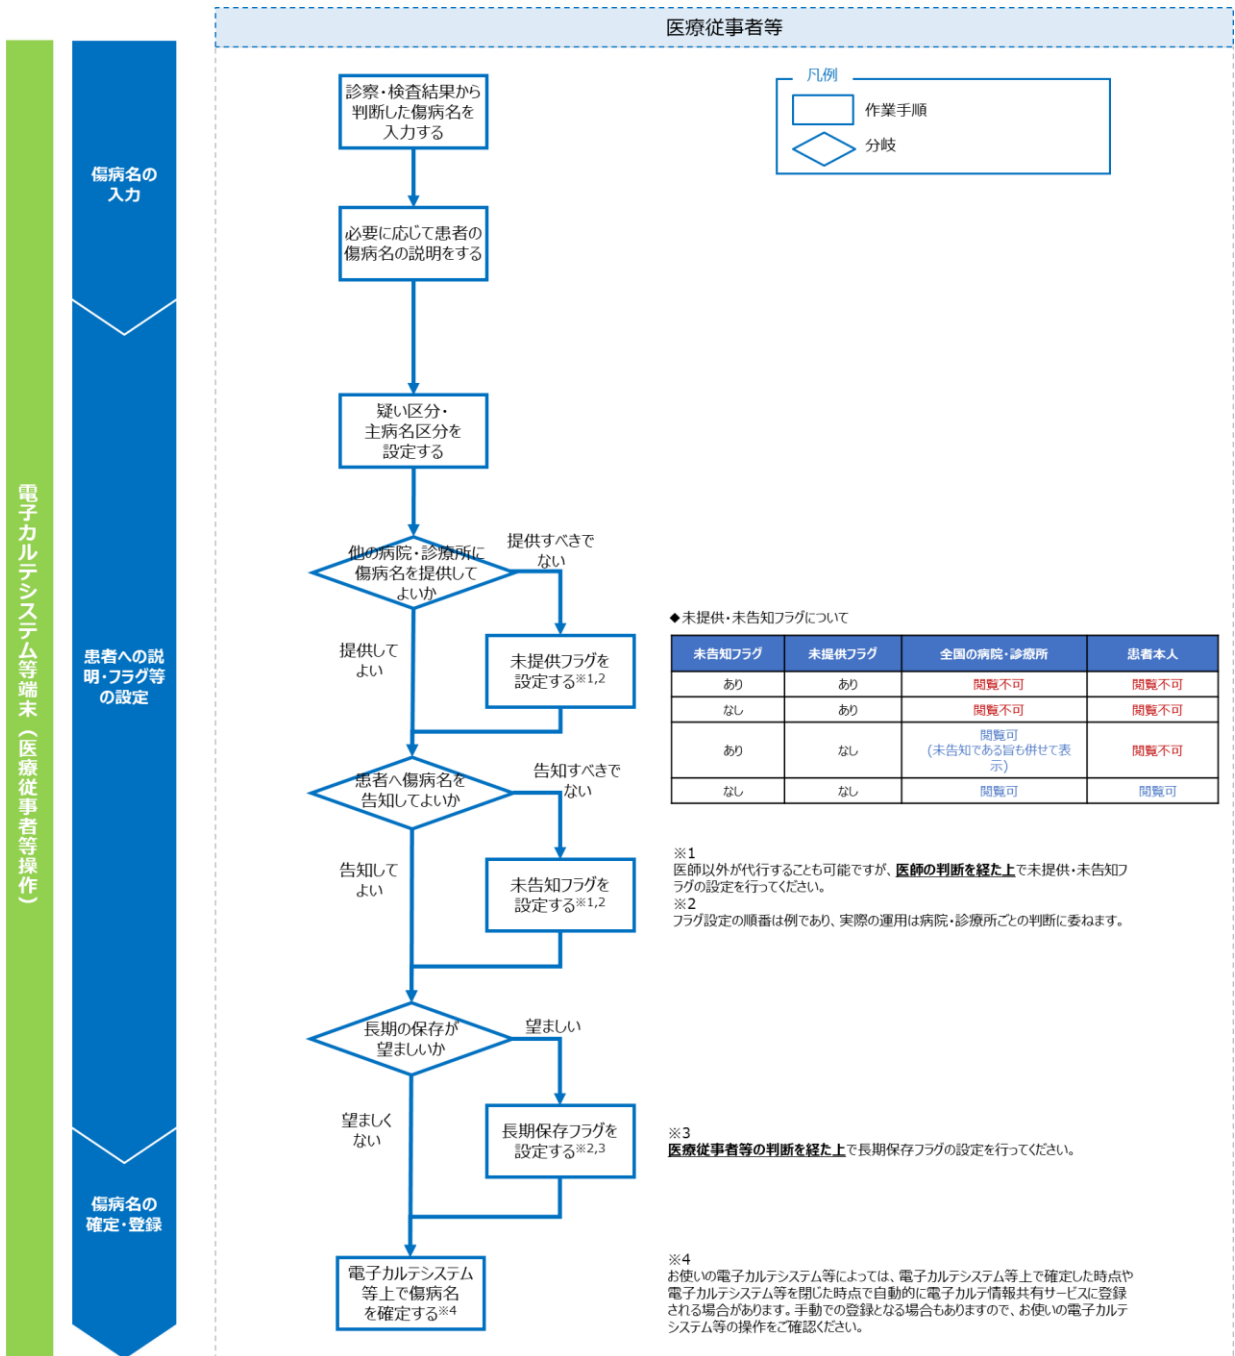 医療従事者等
凡例
作業手順
分岐
電子カルテシステム等端末（医療従事者等操作）
傷病名の
入力
診察・検査結果から
判断した傷病名を
入力する
必要に応じて患者の
傷病名の説明をする
患者への説
明・フラグ等
の設定
疑い区分・
主病名区分を
設定する
他の病院・診療所に
傷病名を提供して
よいか
提供すべきで
ない
提供して
よい
未提供フラグを
設定する※1,2
患者へ傷病名を
告知してよいか
告知すべきで
ない
告知して
よい
未告知フラグを
設定する※1,2
長期の保存が
望ましいか
望ましい
望ましく
ない
長期保存フラグを
設定する※2,3
傷病名の
確定・登録
電子カルテシステム
等上で傷病名
を確定する※4
◆未提供・未告知フラグについて
未告知フラグ 未提供フラグ 全国の病院・診療所 患者本人
あり あり 閲覧不可 閲覧不可
なし あり 閲覧不可 閲覧不可
あり なし 閲覧可
(未告知である旨も併せて表
示) 閲覧不可
なし なし 閲覧可 閲覧可
※1
医師以外が代行することも可能ですが、医師の判断を経た上で未提供・未告知フ
ラグの設定を行ってください。
※2
フラグ設定の順番は例であり、実際の運用は病院・診療所ごとの判断に委ねます。
※3
医療従事者等の判断を経た上で長期保存フラグの設定を行ってください。
※4
お使いの電子カルテシステム等によっては、電子カルテシステム等上で確定した時点や
電子カルテシステム等を閉じた時点で自動的に電子カルテ情報共有サービスに登録
される場合があります。手動での登録となる場合もありますので、お使いの電子カルテ
システム等の操作をご確認ください。